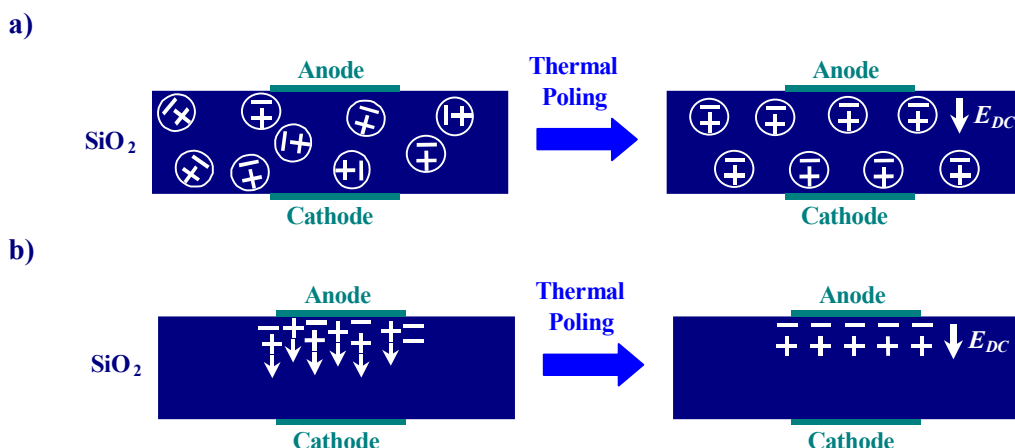 a)
Anode
Thermal
Poling
Anode
SiO2
EDC
Cathode
Cathode
b)
Anode
Thermal
Poling
Anode
SiO2
EDC
Cathode
Cathode